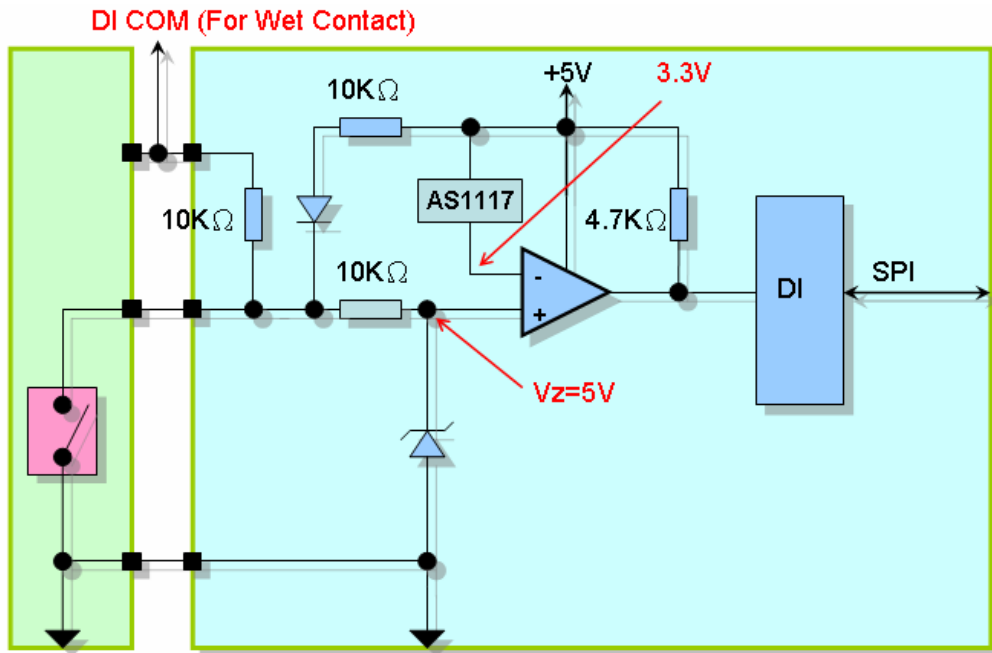 DI COM (For Wet Contact)
+5V
3.3V
10KΩ
AS1117
10KΩ
4.7KΩ
10KΩ
-
+
DI
SPI
Vz=5V